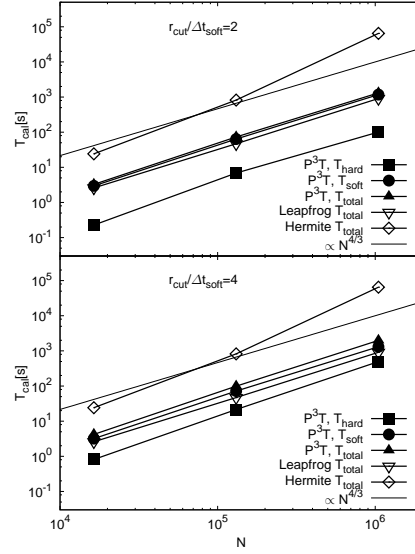 r_cut/Δt_soft=2
10^5
10^4
10^3
10^2
10^1
10^0
10^-1
T_cal[s]
P^3T, T_hard
P^3T, T_soft
P^3T, T_total
Leapfrog T_total
Hermite T_total
∝ N^4/3
r_cut/Δt_soft=4
10^5
10^4
10^3
10^2
10^1
10^0
10^-1
T_cal[s]
P^3T, T_hard
P^3T, T_soft
P^3T, T_total
Leapfrog T_total
Hermite T_total
∝ N^4/3
10^4 10^5 10^6
N